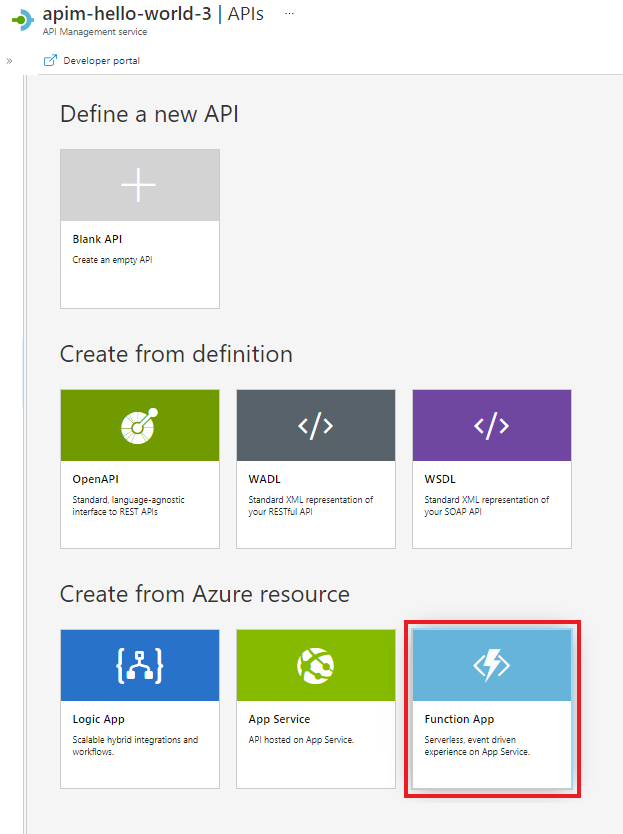 apim-hello-world-3 | APIs ...
API Management service
» Developer portal
Define a new API
Blank API
Create an empty API
Create from definition
OpenAPI
Standard, language-agnostic
interface to REST APIs
WADL
Standard XML representation of
your RESTful API
WSDL
Standard XML representation of
your SOAP API
Create from Azure resource
Logic App
Scalable hybrid integrations and
workflows.
App Service
API hosted on App Service.
Function App
Serverless, event driven
experience on App Service.